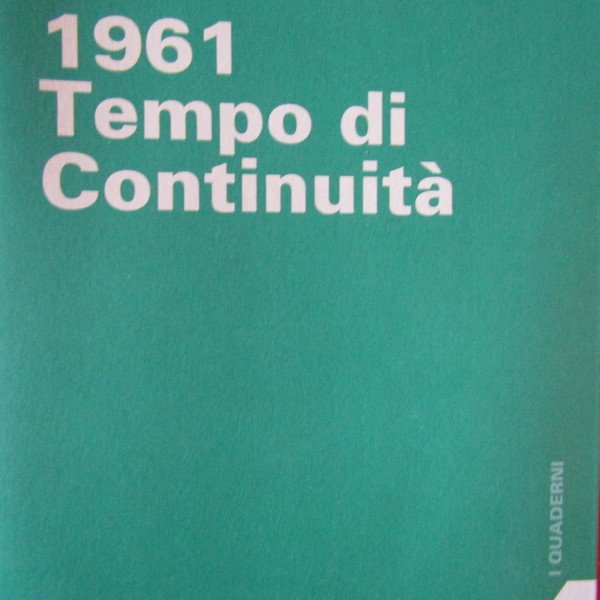 1961
Tempo di
Continuità
I QUADERNI